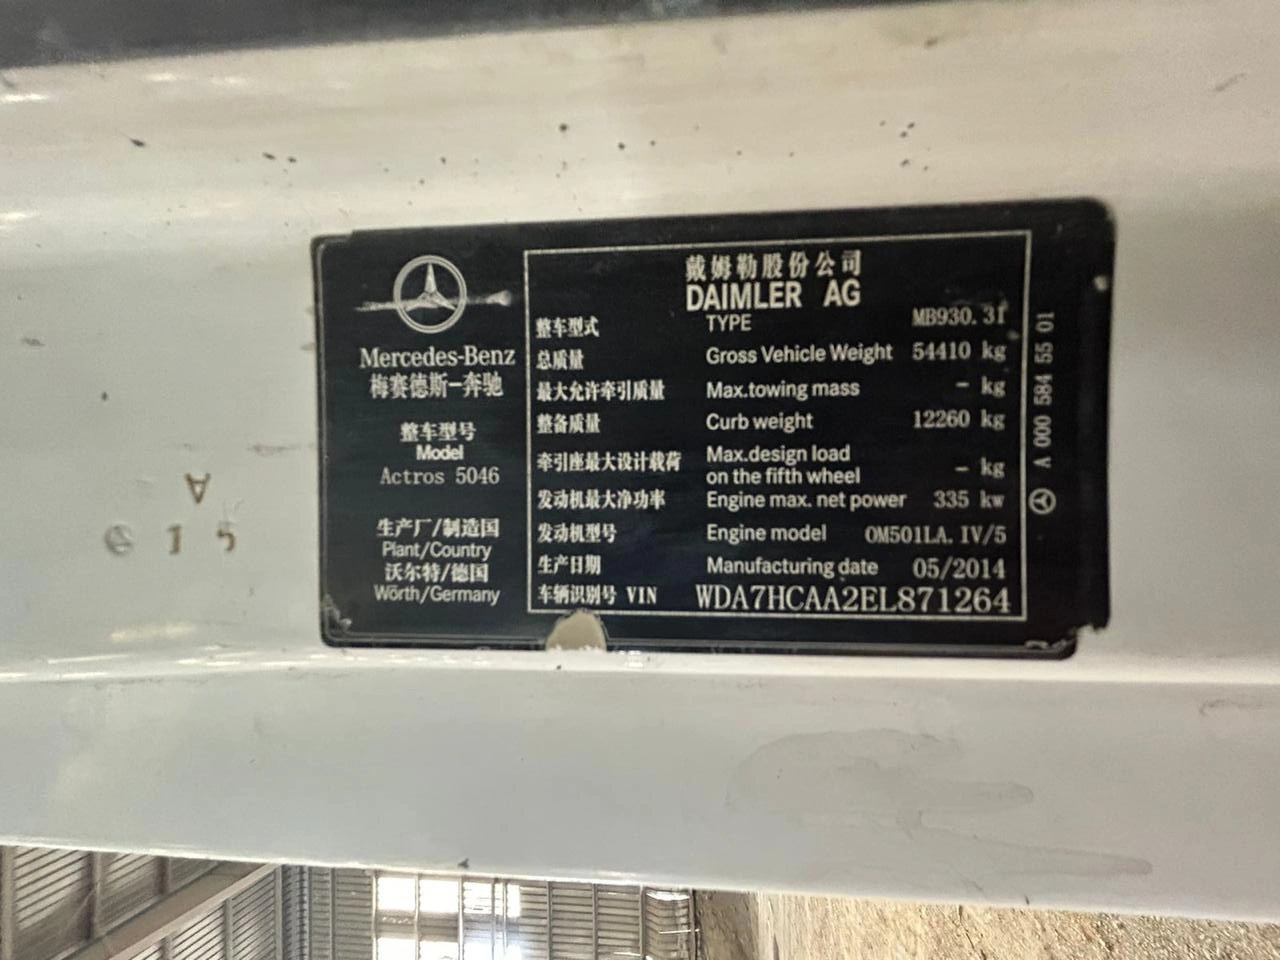 Mercedes-Benz
梅赛德斯-奔驰
整车型号
Model
Actros 5046
生产厂/制造国
Plant/Country
沃尔特/德国
Wörth/Germany
戴姆勒股份公司
DAIMLER AG
整车型式 TYPE MB930.3f
总质量 Gross Vehicle Weight 54410 kg
最大允许牵引质量 Max.towing mass - kg
整备质量 Curb weight 12260 kg
牵引座最大设计载荷 Max.design load
on the fifth wheel - kg
发动机最大净功率 Engine max. net power 335 kw
发动机型号 Engine model OM501LA.IV/5
生产日期 Manufacturing date 05/2014
车辆识别号 VIN WDA7HCAA2EL871264
A 000 584 55 01
A
1 5